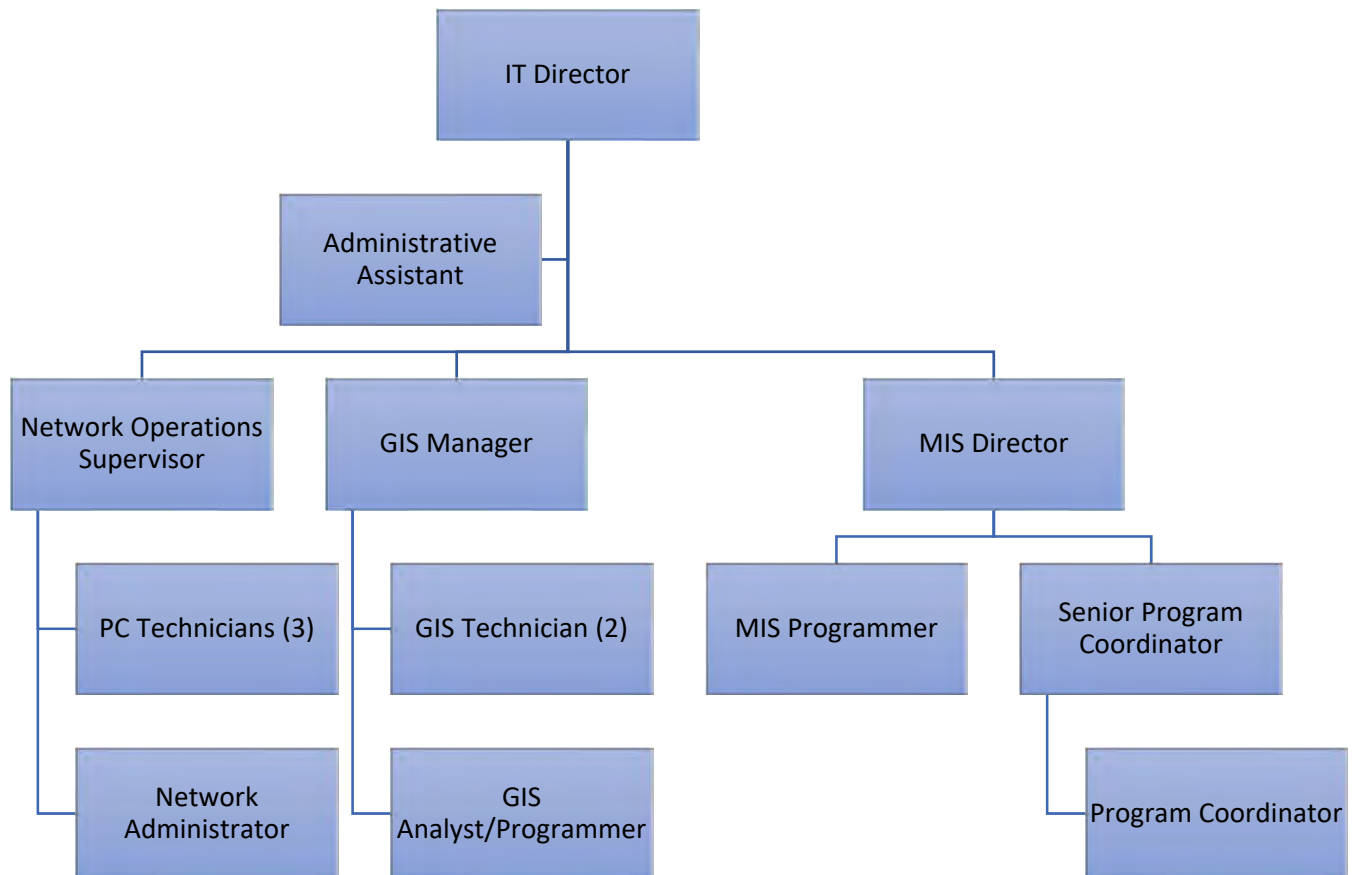 IT Director
Administrative
Assistant
Network Operations
Supervisor
GIS Manager
MIS Director
PC Technicians (3)
GIS Technician (2)
MIS Programmer
Senior Program
Coordinator
Network
Administrator
GIS
Analyst/Programmer
Program Coordinator